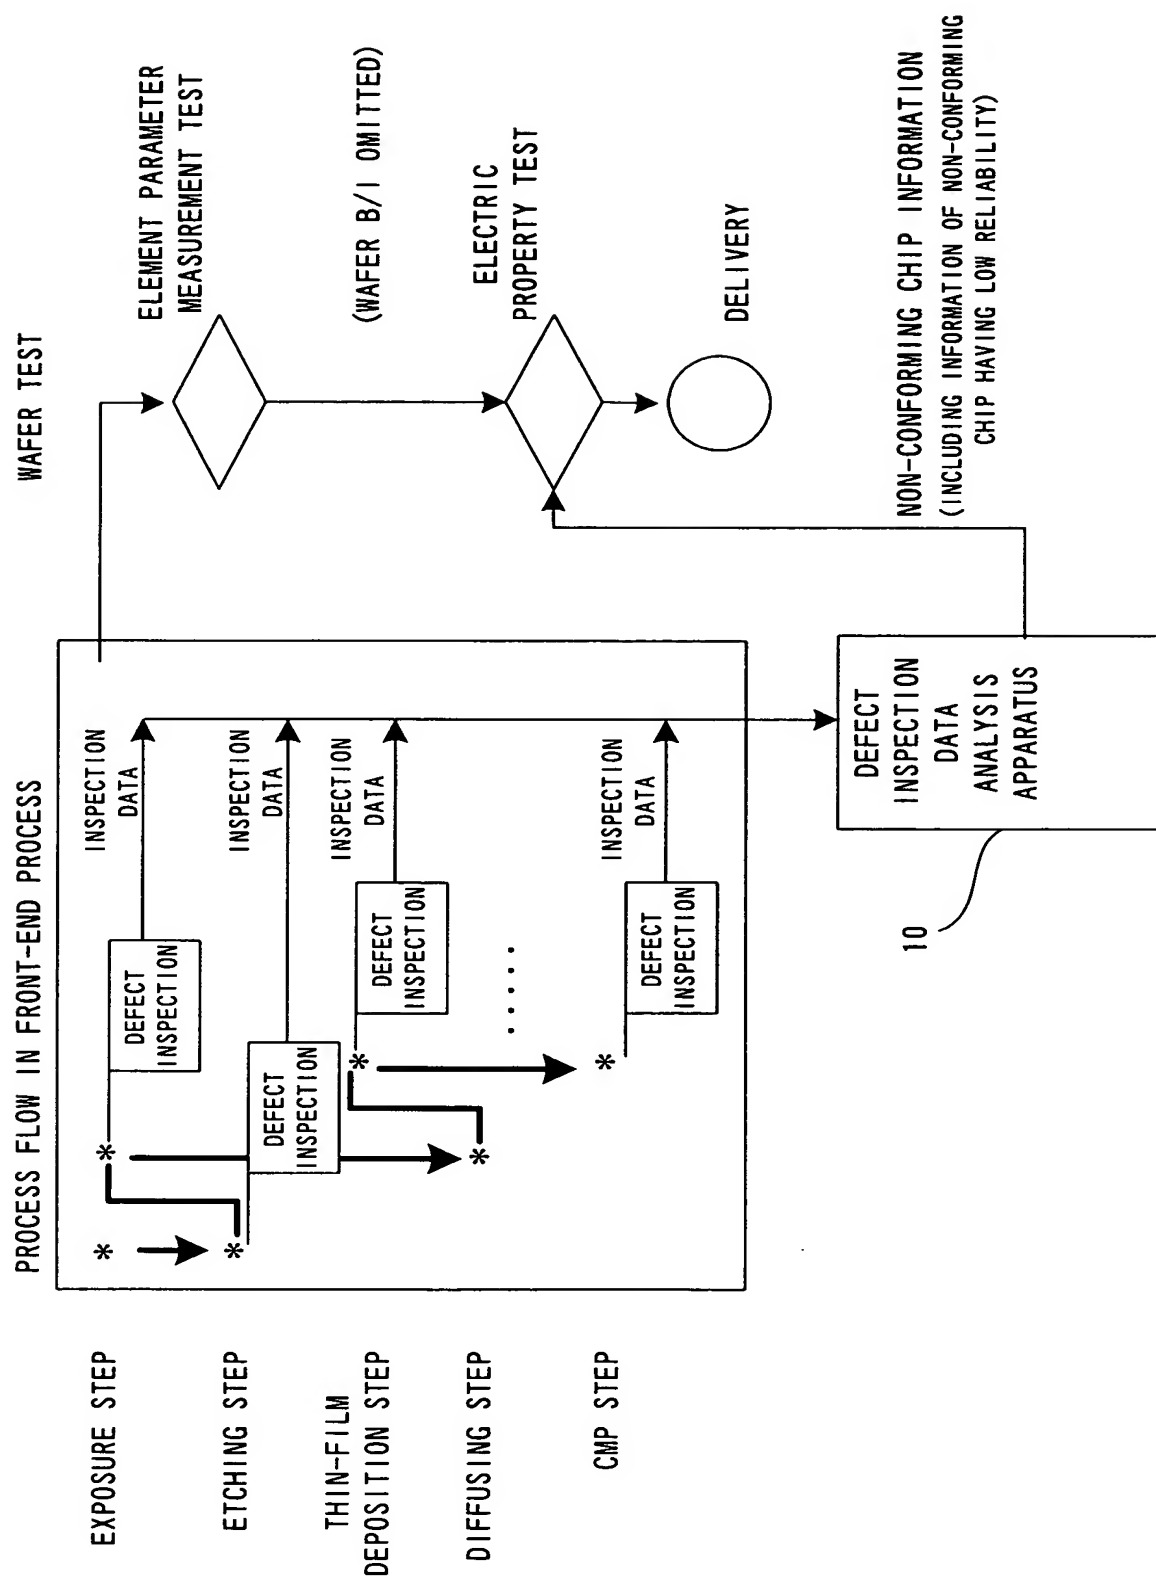 PROCESS FLOW IN FRONT-END PROCESS
WAFER TEST
EXPOSURE STEP
ETCHING STEP
THIN-FILM
DEPOSITION STEP
DIFFUSING STEP
CMP STEP
*
*
*
*
*
*
DEFECT
INSPECTION
DEFECT
INSPECTION
DEFECT
INSPECTION
......
DEFECT
INSPECTION
INSPECTION
DATA
INSPECTION
DATA
INSPECTION
DATA
INSPECTION
DATA
ELEMENT PARAMETER
MEASUREMENT TEST
(WAFER B/I OMITTED)
ELECTRIC
PROPERTY TEST
DELIVERY
DEFECT
INSPECTION
DATA
ANALYSIS
APPARATUS
10
NON-CONFORMING CHIP INFORMATION
(INCLUDING INFORMATION OF NON-CONFORMING
CHIP HAVING LOW RELIABILITY)